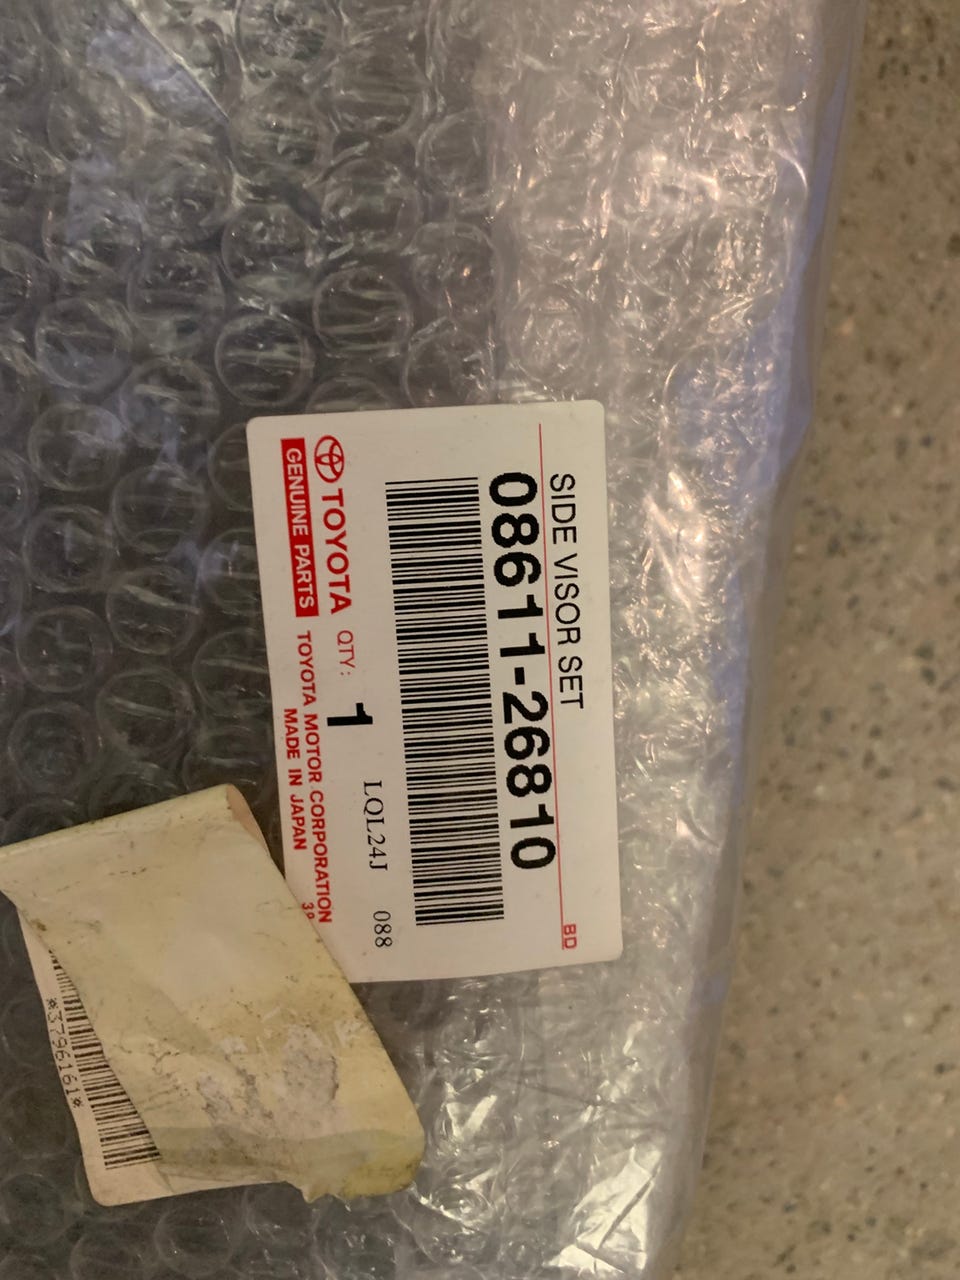 SIDE VISOR SET
BD
08611-26810
LQL24J 088
TOYOTA QTY: 1
GENUINE PARTS TOYOTA MOTOR CORPORATION
MADE IN JAPAN
*3796161*